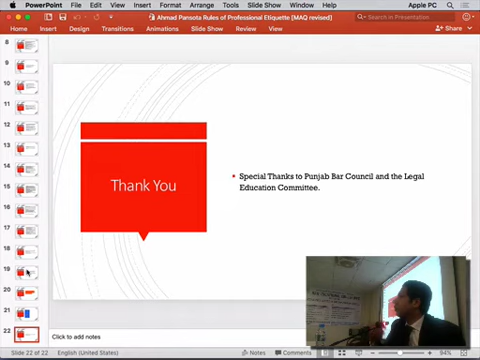 PowerPoint File Edit View Insert Format Arrange Tools Slide Show Window Help Apple PC
Ahmad Pansota Rules of Professional Etiquette [MAQ revised]
Search in Presentation
Home Insert Design Transitions Animations Slide Show Review View
Share
8
9
10
11
12
13
14
15
16
17
18
19
20
21
22
Thank You
Special Thanks to Punjab Bar Council and the Legal
Education Committee.
Click to add notes
Slide 22 of 22 English (United States) Notes Comments 94%